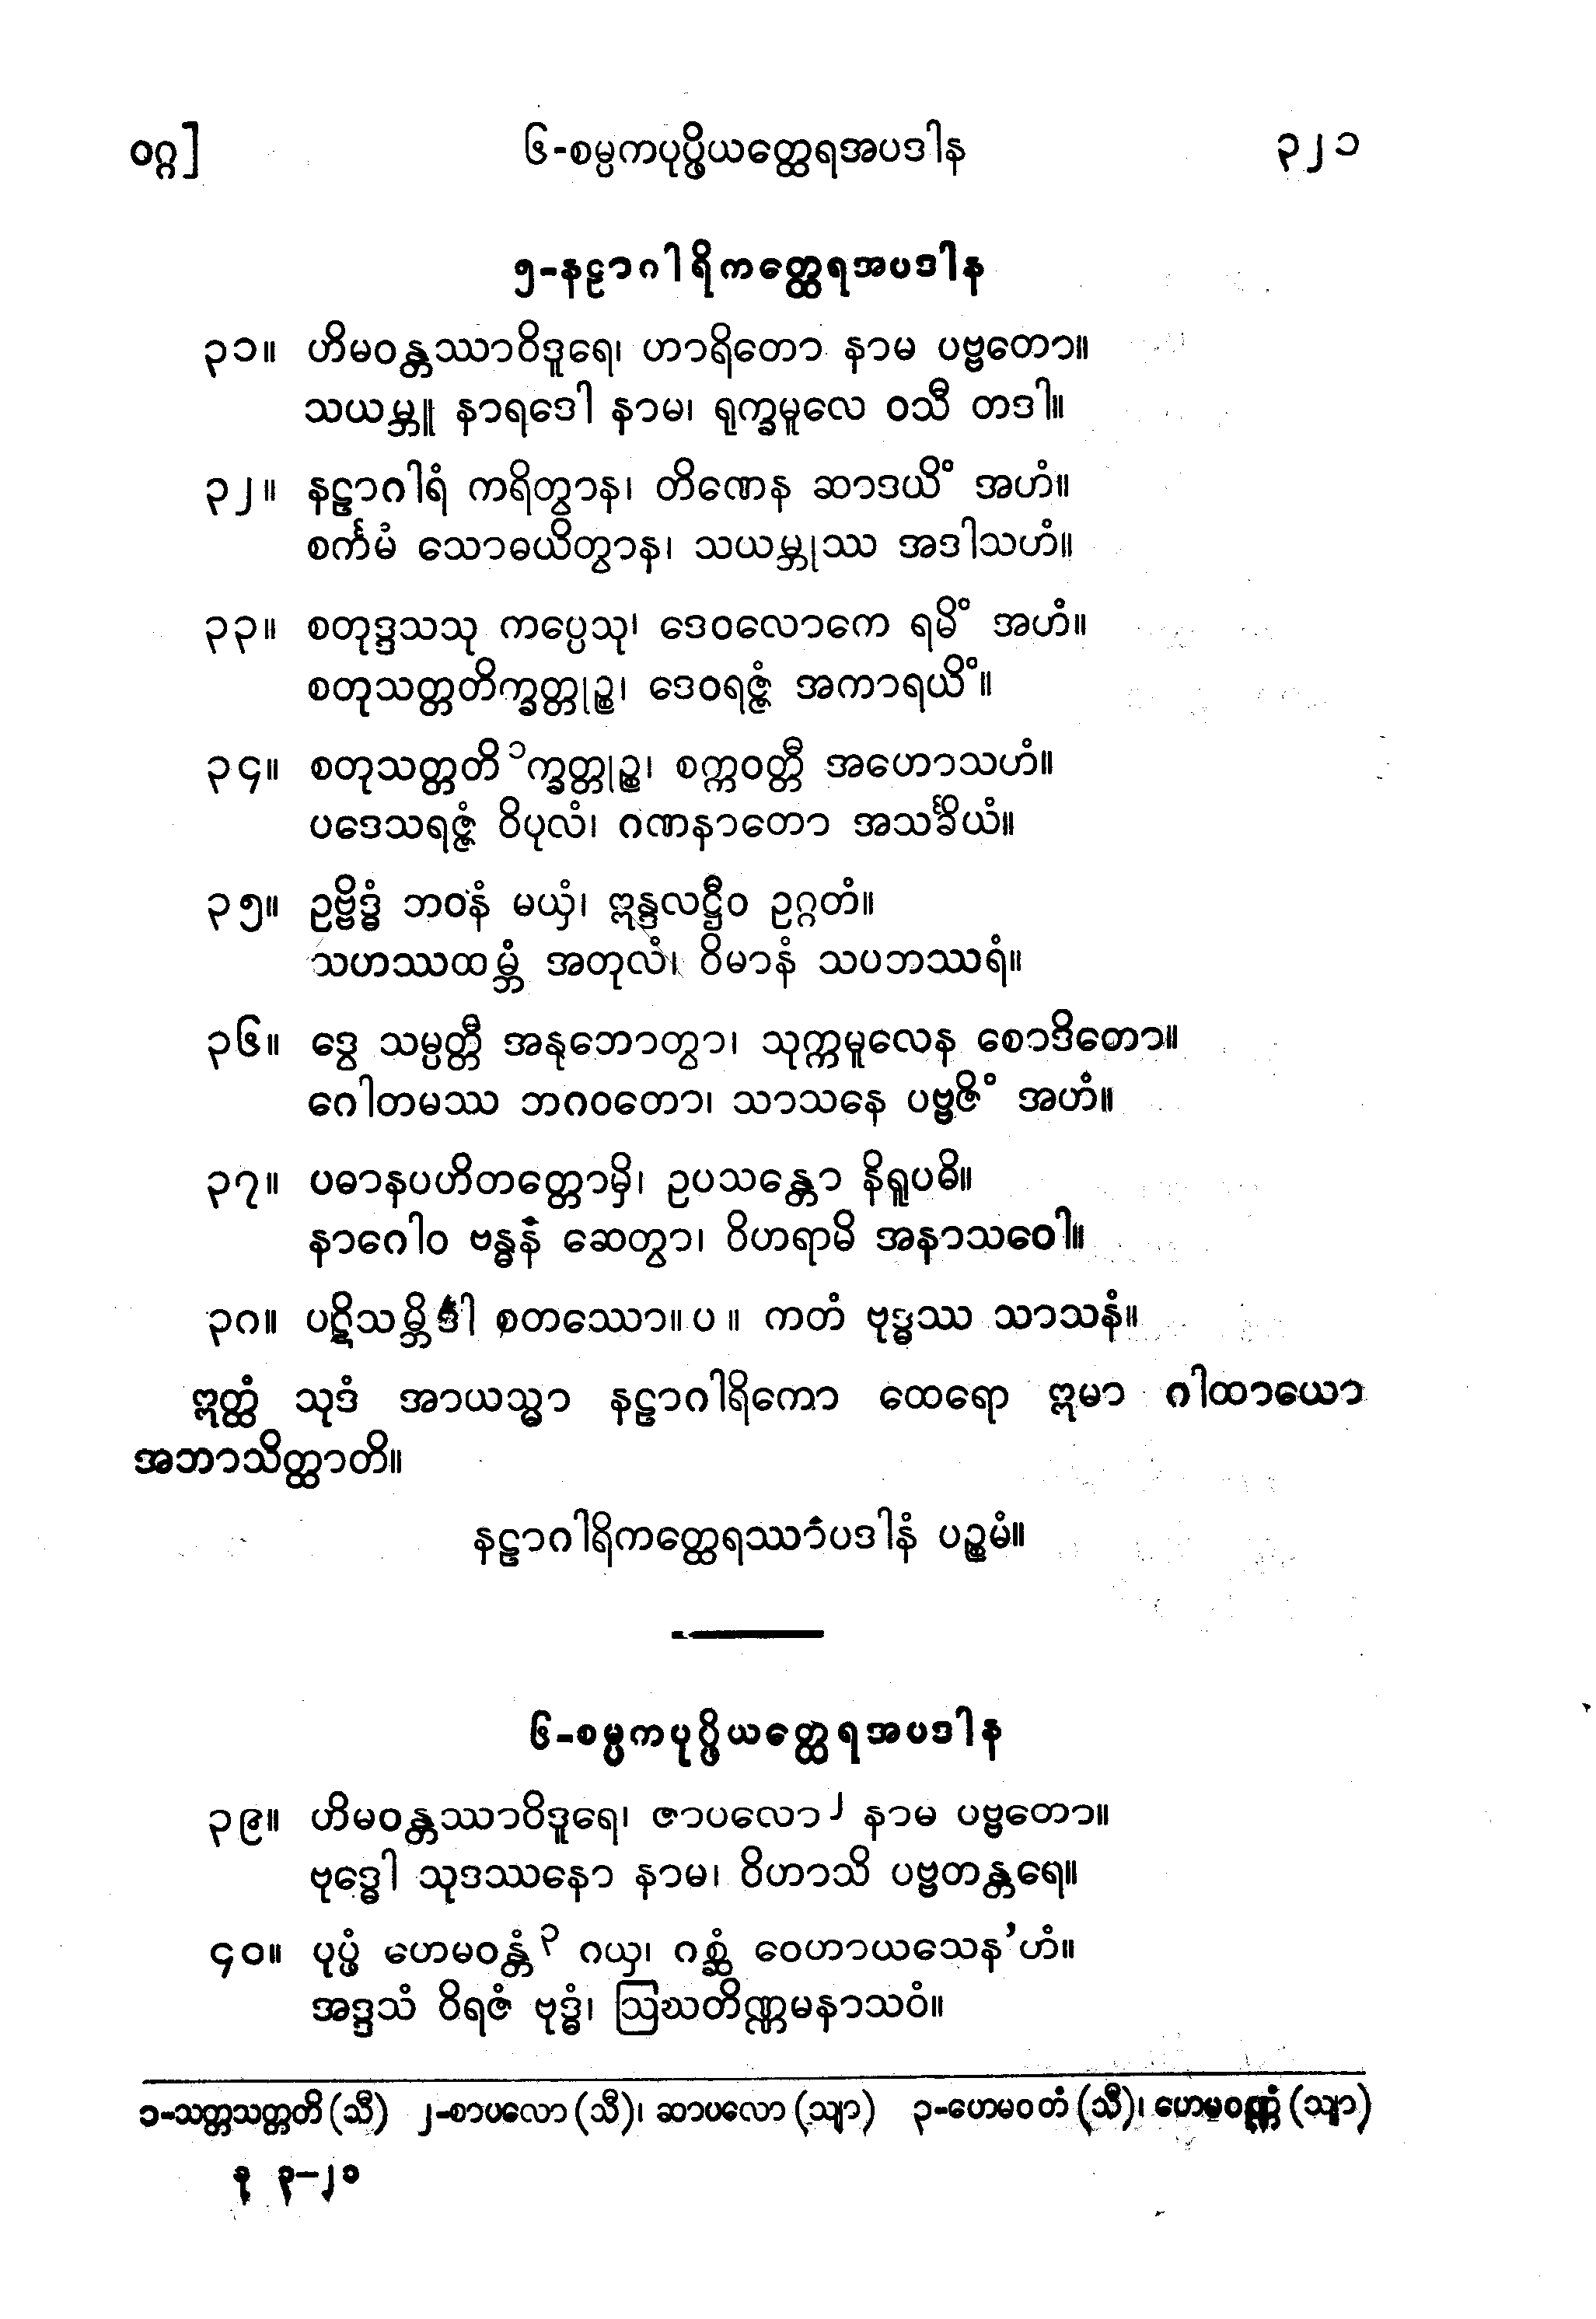 ဝဂ္ဂ] ၆-စမ္ပကပုပ္ဖိယတ္ထေရအပဒါန ၃၂၁
၅-နဠာဂါရိကတ္ထေရအပဒါန
၃၁။ ဟိမဝန္တဿာဝိဒူရေ၊ ဟာရိတော နာမ ပဗ္ဗတော။
သယမ္ဘူ နာရဒေါ နာမ၊ ရုက္ခမူလေ ဝသီ တဒါ။
၃၂။ နဠာဂါရံ ကရိတွာန၊ တိဏေန ဆာဒယိံ အဟံ။
စင်္ကမံ သောဓယိတွာန၊ သယမ္ဘုဿ အဒါသဟံ။
၃၃။ စတုဒ္ဒသသု ကပ္ပေသု၊ ဒေဝလောကေ ရမိံ အဟံ။
စတုသတ္တတိက္ခတ္တုဉ္စ၊ ဒေဝရဇ္ဇံ အကာရယိံ။
၃၄။ စတုသတ္တတိ ၁က္ခတ္တုဉ္စ၊ စက္ကဝတ္တီ အဟောသဟံ။
ပဒေသရဇ္ဇံ ဝိပုလံ၊ ဂဏနာတော အသင်္ခိယံ။
၃၅။ ဥဗ္ဗိဒ္ဓံ ဘဝနံ မယှံ၊ ဣန္ဒလဋ္ဌီဝ ဥဂ္ဂတံ။
သဟဿထမ္ဘံ အတုလံ၊ ဝိမာနံ သပဘဿရံ။
၃၆။ ဒွေ သမ္ပတ္တီ အနုဘောတွာ၊ သုက္ကမူလေန စောဒိတော။
ဂေါတမဿ ဘဂဝတော၊ သာသနေ ပဗ္ဗဇိံ အဟံ။
၃၇။ ပဓာနပဟိတတ္တောမှိ၊ ဥပသန္တော နိရူပဓိ။
နာဂေါဝ ဗန္ဓနံ ဆေတွာ၊ ဝိဟရာမိ အနာသဝေါ။
၃၈။ ပဋိသမ္ဘိဒါ စတဿော။ပ။ ကတံ ဗုဒ္ဓဿ သာသနံ။
ဣတ္ထံ သုဒံ အာယသ္မာ နဠာဂါရိကော ထေရော ဣမာ ဂါထာယော
အဘာသိတ္ထာတိ။
နဠာဂါရိကတ္ထေရဿာပဒါနံ ပဉ္စမံ။
၆-စမ္ပကပုပ္ဖိယတ္ထေရအပဒါန
၃၉။ ဟိမဝန္တဿာဝိဒူရေ၊ ဇာပလော၂ နာမ ပဗ္ဗတော။
ဗုဒ္ဓေါ သုဒဿနော နာမ၊ ဝိဟာသိ ပဗ္ဗတန္တရေ။
၄၀။ ပုပ္ဖံ ဟေမဝန္တံ၃ ဂယှ၊ ဂစ္ဆံ ဝေဟာယသေန’ဟံ။
အဒ္ဒသံ ဝိရဇံ ဗုဒ္ဓံ၊ ဩဃတိဏ္ဏမနာသဝံ။
၁-သတ္တသတ္တတိ (သီ) ၂-စာပလော (သီ)၊ ဆာပလော (သျာ) ၃-ဟေမဝတံ (သီ)၊ ဟေမဝဏ္ဏံ (သျာ)
နု ၃-၂၁